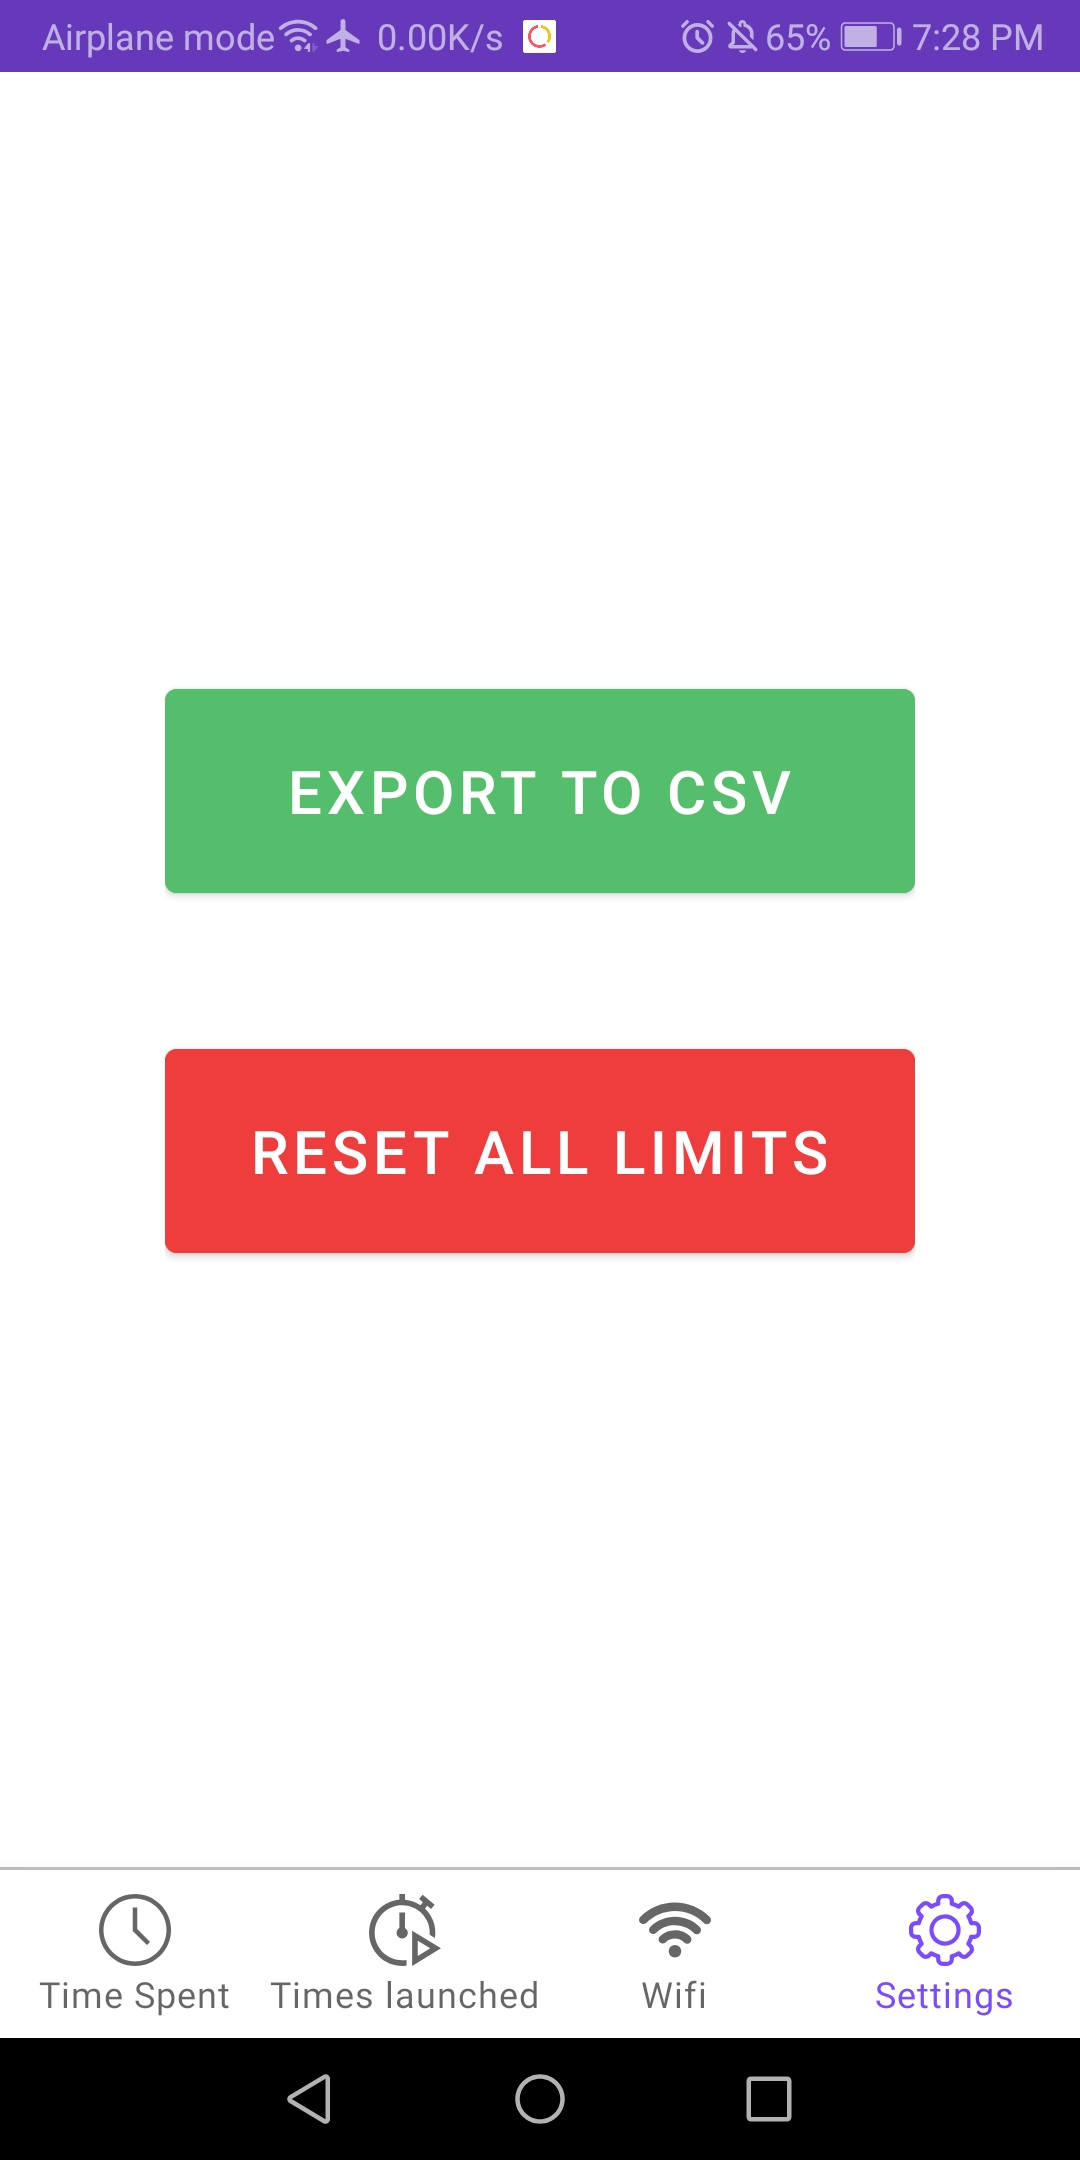 Airplane mode 0.00K/s 65% 7:28 PM
EXPORT TO CSV
RESET ALL LIMITS
Time Spent Times launched Wifi Settings